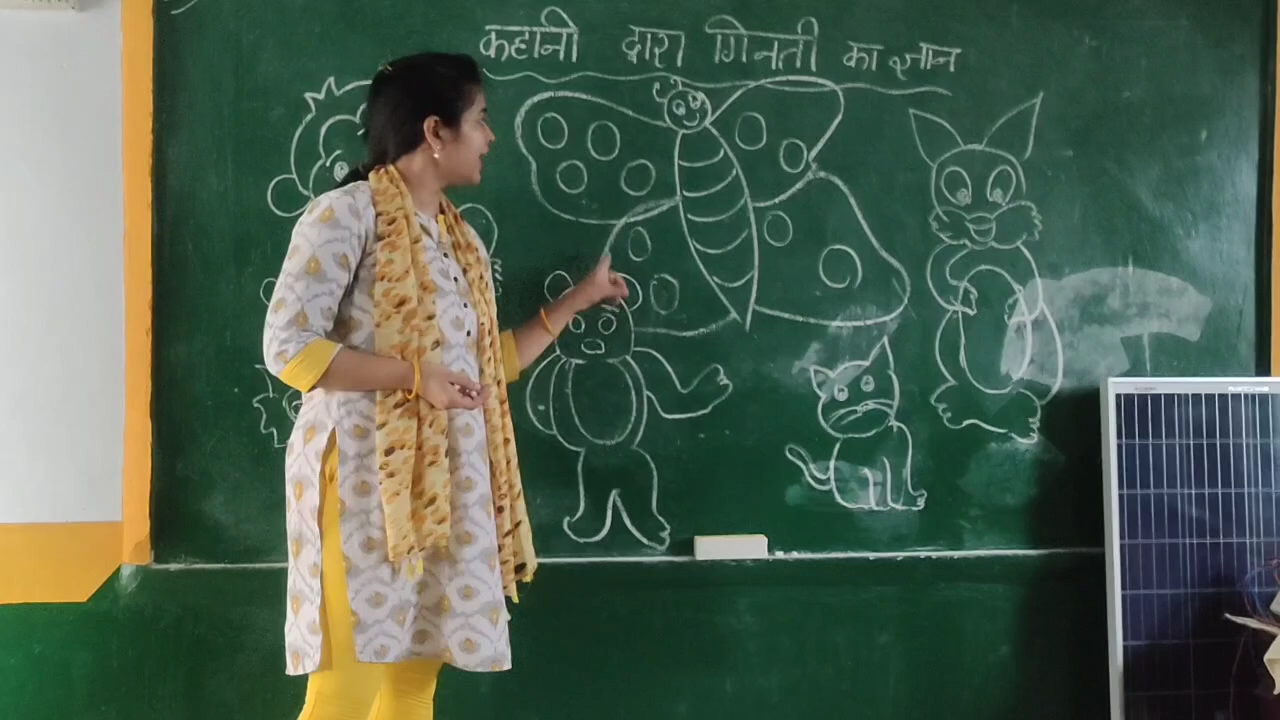 कहानी द्वारा गिनती का ज्ञान